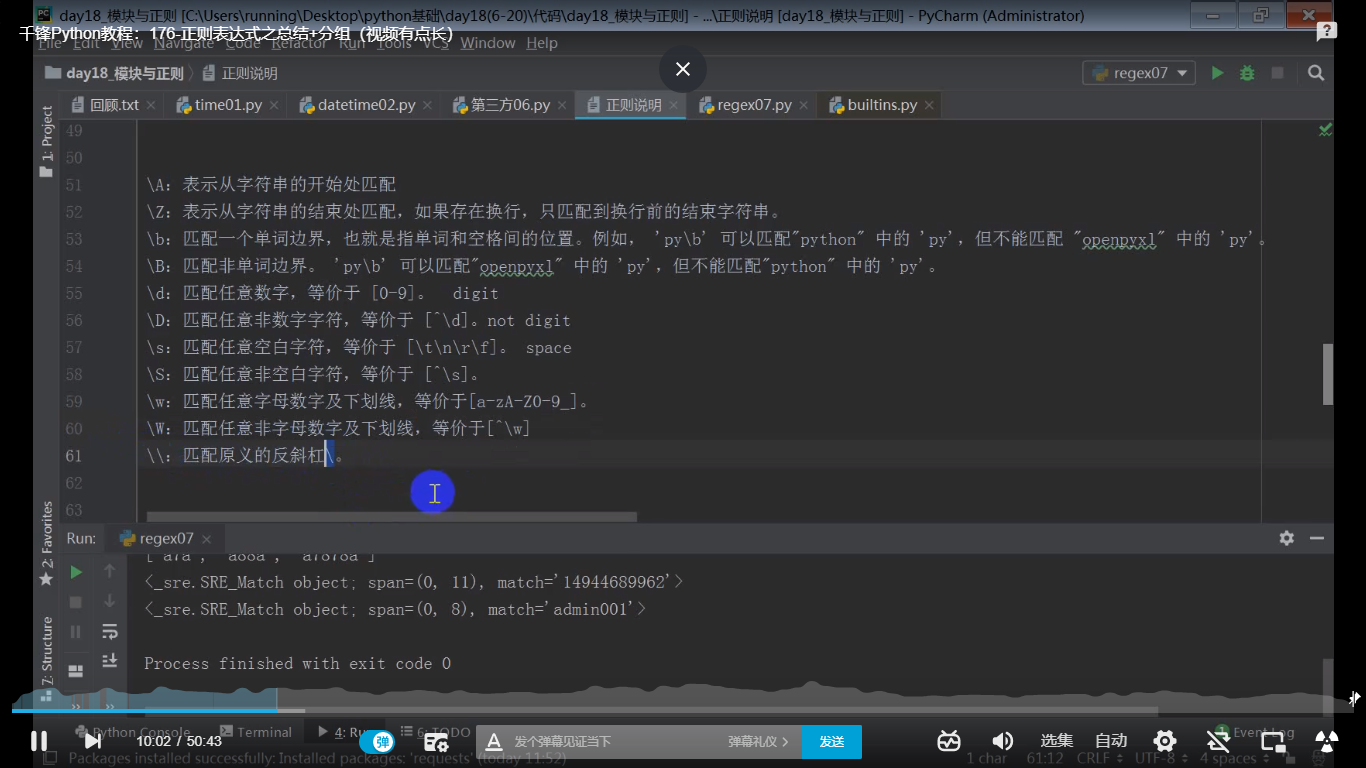 day18_模块与正则 [C:\Users\running\Desktop\python基础\day18(6-20)\代码\day18_模块与正则] - ...\正则说明 [day18_模块与正则] - PyCharm (Administrator)
千锋Python教程：176-正则表达式之总结+分组（视频有点长）
File Edit View Navigate Code Refactor Run Tools VCS Window Help
day18_模块与正则 正则说明 regex07
回顾.txt time01.py datetime02.py 第三方06.py 正则说明 regex07.py builtins.py
1: Project
49
50
51 \A: 表示从字符串的开始处匹配
52 \Z: 表示从字符串的结束处匹配，如果存在换行，只匹配到换行前的结束字符串。
53 \b: 匹配一个单词边界，也就是指单词和空格间的位置。例如， 'py\b' 可以匹配"python" 中的 'py'，但不能匹配 "openpyxl" 中的 'py'。
54 \B: 匹配非单词边界。 'py\b' 可以匹配"openpyxl" 中的 'py'，但不能匹配"python" 中的 'py'。
55 \d: 匹配任意数字，等价于 [0-9]。 digit
56 \D: 匹配任意非数字字符，等价于 [^\d]。not digit
57 \s: 匹配任意空白字符，等价于 [\t\n\r\f]。 space
58 \S: 匹配任意非空白字符，等价于 [^\s]。
59 \w: 匹配任意字母数字及下划线，等价于[a-zA-Z0-9_]。
60 \W: 匹配任意非字母数字及下划线，等价于[^\w]
61 \\: 匹配原义的反斜杠\。
62
63
2: Favorites
7: Structure
Run: regex07
['a7a', 'a88a', 'a7878a']
<_sre.SRE_Match object; span=(0, 11), match='14944689962'>
<_sre.SRE_Match object; span=(0, 8), match='admin001'>
Process finished with exit code 0
Python Console Terminal 4: Run 6: TODO 1 Event Log
10:02 / 50:43 弹 发个弹幕见证当下 弹幕礼仪 > 发送 选集 自动
Packages installed successfully: Installed packages: 'requests' (today 11:52) 1 char 61:12 CRLF UTF-8 4 spaces